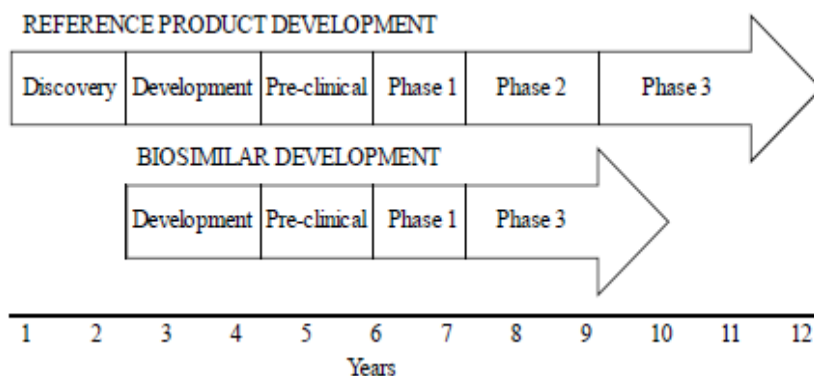 REFERENCE PRODUCT DEVELOPMENT
Discovery Development Pre-clinical Phase 1 Phase 2 Phase 3
BIOSIMILAR DEVELOPMENT
Development Pre-clinical Phase 1 Phase 3
1 2 3 4 5 6 7 8 9 10 11 12
Years